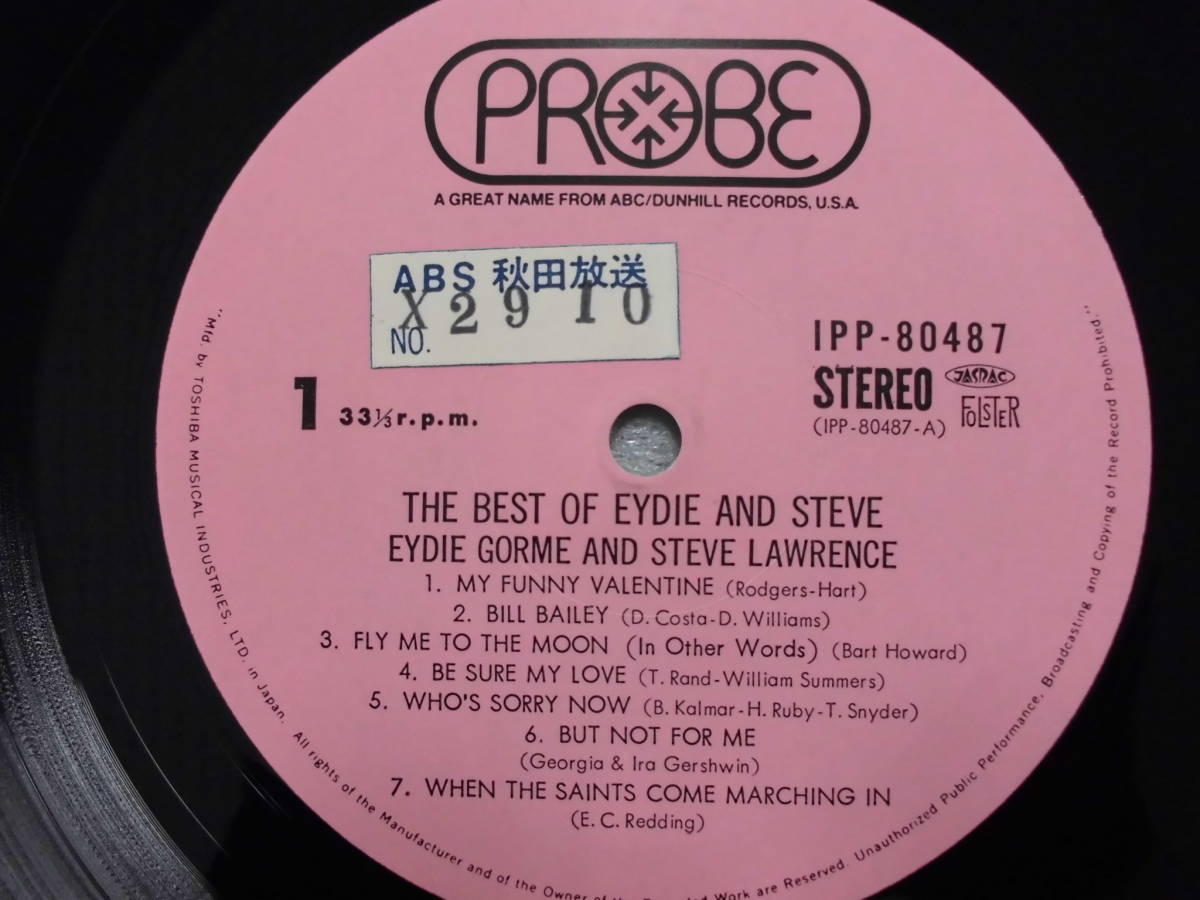 PROBE
A GREAT NAME FROM ABC/DUNHILL RECORDS, U.S.A.
ABS 秋田放送
NO. X2910
1 33⅓ r.p.m.
IPP-80487
STEREO JASRAC
(IPP-80487-A) FOLSTER
THE BEST OF EYDIE AND STEVE
EYDIE GORME AND STEVE LAWRENCE
1. MY FUNNY VALENTINE (Rodgers-Hart)
2. BILL BAILEY (D. Costa-D. Williams)
3. FLY ME TO THE MOON (In Other Words) (Bart Howard)
4. BE SURE MY LOVE (T. Rand-William Summers)
5. WHO'S SORRY NOW (B. Kalmar-H. Ruby-T. Snyder)
6. BUT NOT FOR ME
(Georgia & Ira Gershwin)
7. WHEN THE SAINTS COME MARCHING IN
(E. C. Redding)
"Mfd. by TOSHIBA MUSICAL INDUSTRIES, LTD. in Japan. All rights of the Manufacturer and of the Owner of the Work are Reserved. Unauthorized Public Performance, Broadcasting and Copying of the Record Prohibited."